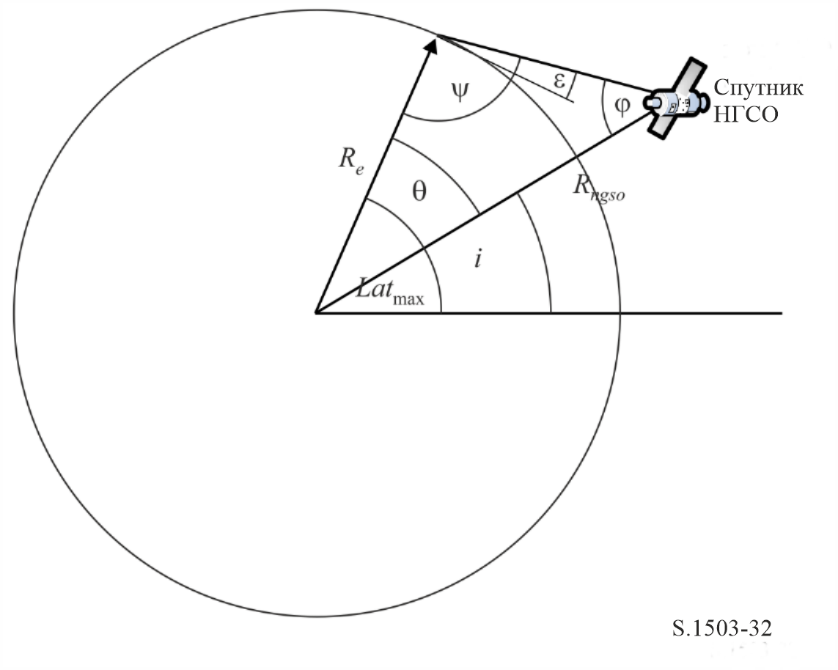 ψ
ε
φ
Спутник
НГСО
R_e
θ
R_ngso
i
Lat_max
S.1503-32